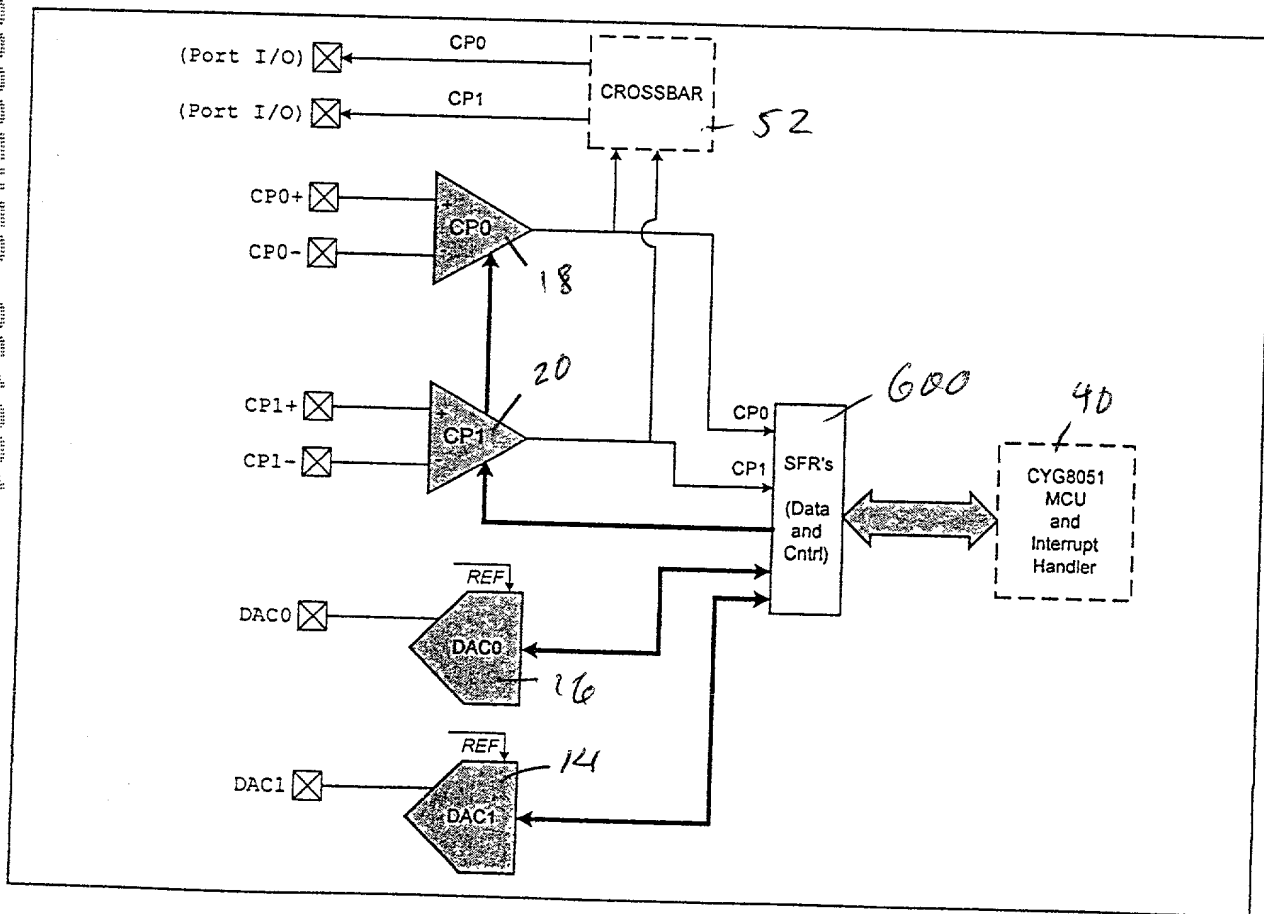 (Port I/O) CP0
(Port I/O) CP1
CROSSBAR
52
CP0+
CP0-
+
-
CP0
18
CP1+
CP1-
+
-
CP1
20
600
40
CP0
CP1
SFR's
(Data
and
Cntrl)
CYG8051
MCU
and
Interrupt
Handler
REF
DAC0
DAC0
16
REF
DAC1
DAC1
14